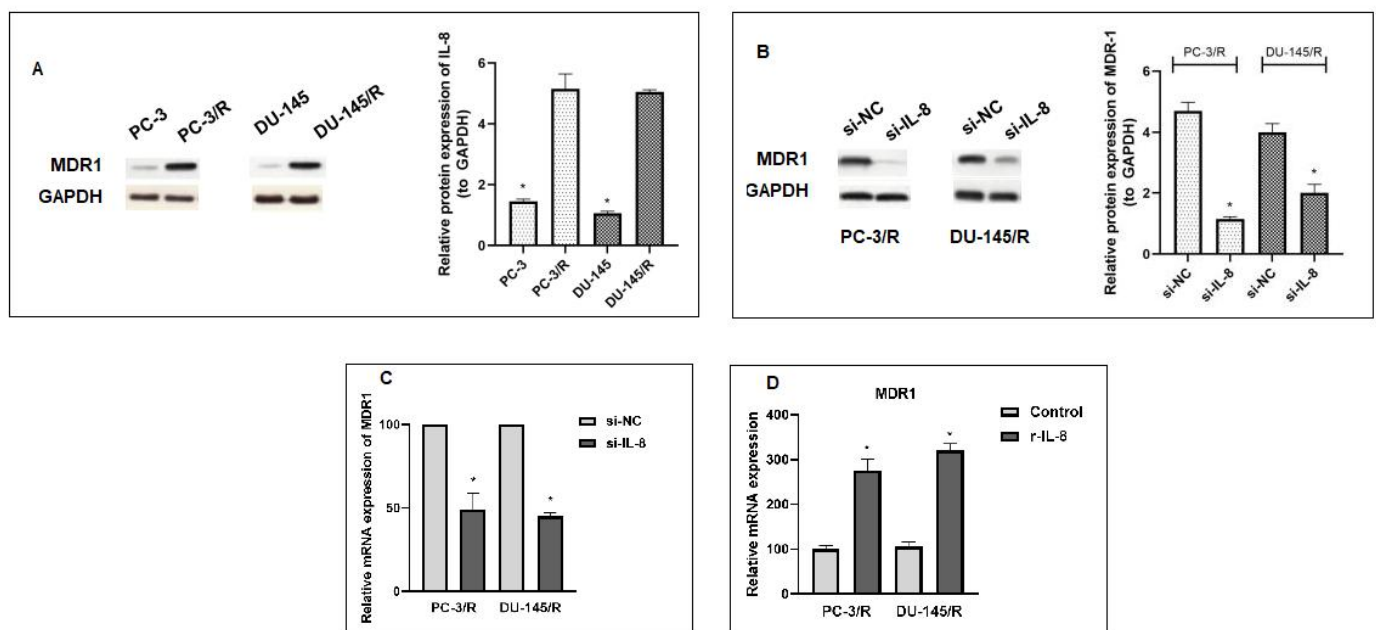 A
PC-3
PC-3/R
DU-145
DU-145/R
MDR1
GAPDH
Relative protein expression of IL-8
(to GAPDH)
6
4
2
0
*
*
PC-3
PC-3/R
DU-145
DU-145/R
B
si-NC
si-IL-8
si-NC
si-IL-8
MDR1
GAPDH
PC-3/R
DU-145/R
Relative protein expression of MDR-1
(to GAPDH)
PC-3/R
DU-145/R
6
4
2
0
*
*
si-NC
si-IL-8
si-NC
si-IL-8
C
Relative mRNA expression of MDR1
100
50
0
*
*
PC-3/R
DU-145/R
si-NC
si-IL-8
D
MDR1
Relative mRNA expression
400
300
200
100
0
*
*
PC-3/R
DU-145/R
Control
r-IL-8